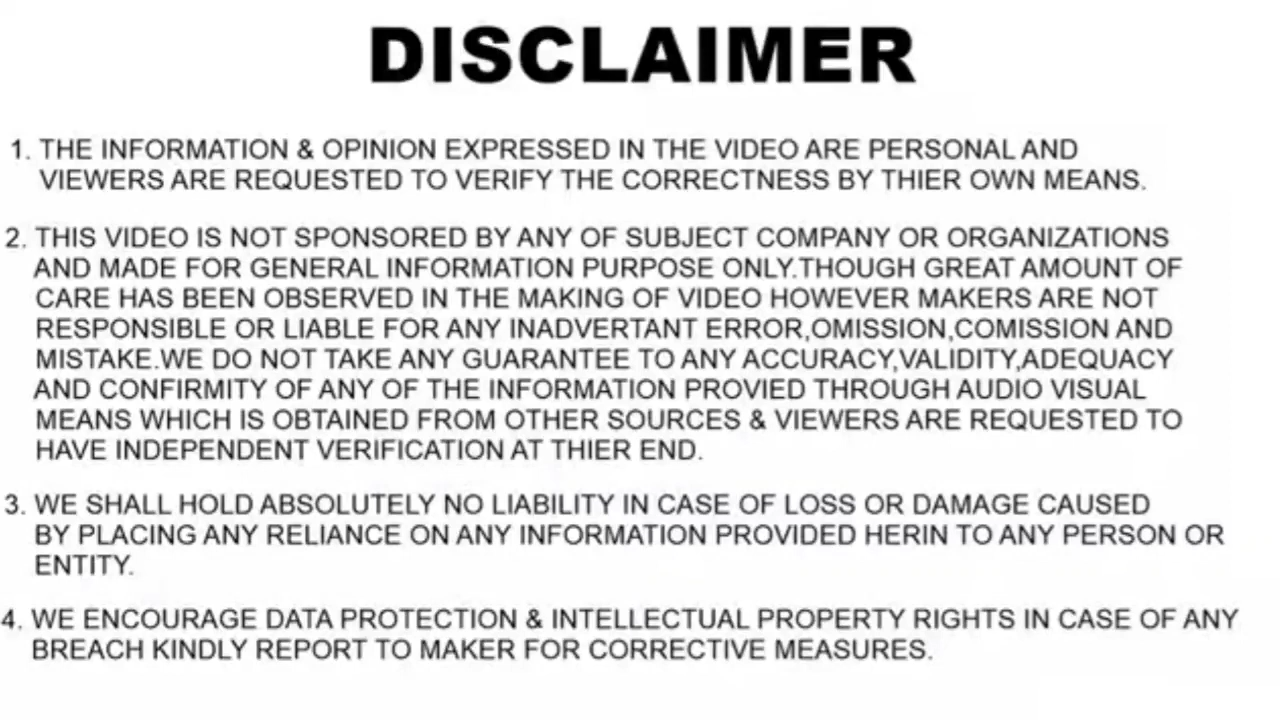 DISCLAIMER
1. THE INFORMATION & OPINION EXPRESSED IN THE VIDEO ARE PERSONAL AND
VIEWERS ARE REQUESTED TO VERIFY THE CORRECTNESS BY THIER OWN MEANS.
2. THIS VIDEO IS NOT SPONSORED BY ANY OF SUBJECT COMPANY OR ORGANIZATIONS
AND MADE FOR GENERAL INFORMATION PURPOSE ONLY.THOUGH GREAT AMOUNT OF
CARE HAS BEEN OBSERVED IN THE MAKING OF VIDEO HOWEVER MAKERS ARE NOT
RESPONSIBLE OR LIABLE FOR ANY INADVERTANT ERROR,OMISSION,COMISSION AND
MISTAKE.WE DO NOT TAKE ANY GUARANTEE TO ANY ACCURACY,VALIDITY,ADEQUACY
AND CONFIRMITY OF ANY OF THE INFORMATION PROVIED THROUGH AUDIO VISUAL
MEANS WHICH IS OBTAINED FROM OTHER SOURCES & VIEWERS ARE REQUESTED TO
HAVE INDEPENDENT VERIFICATION AT THIER END.
3. WE SHALL HOLD ABSOLUTELY NO LIABILITY IN CASE OF LOSS OR DAMAGE CAUSED
BY PLACING ANY RELIANCE ON ANY INFORMATION PROVIDED HERIN TO ANY PERSON OR
ENTITY.
4. WE ENCOURAGE DATA PROTECTION & INTELLECTUAL PROPERTY RIGHTS IN CASE OF ANY
BREACH KINDLY REPORT TO MAKER FOR CORRECTIVE MEASURES.